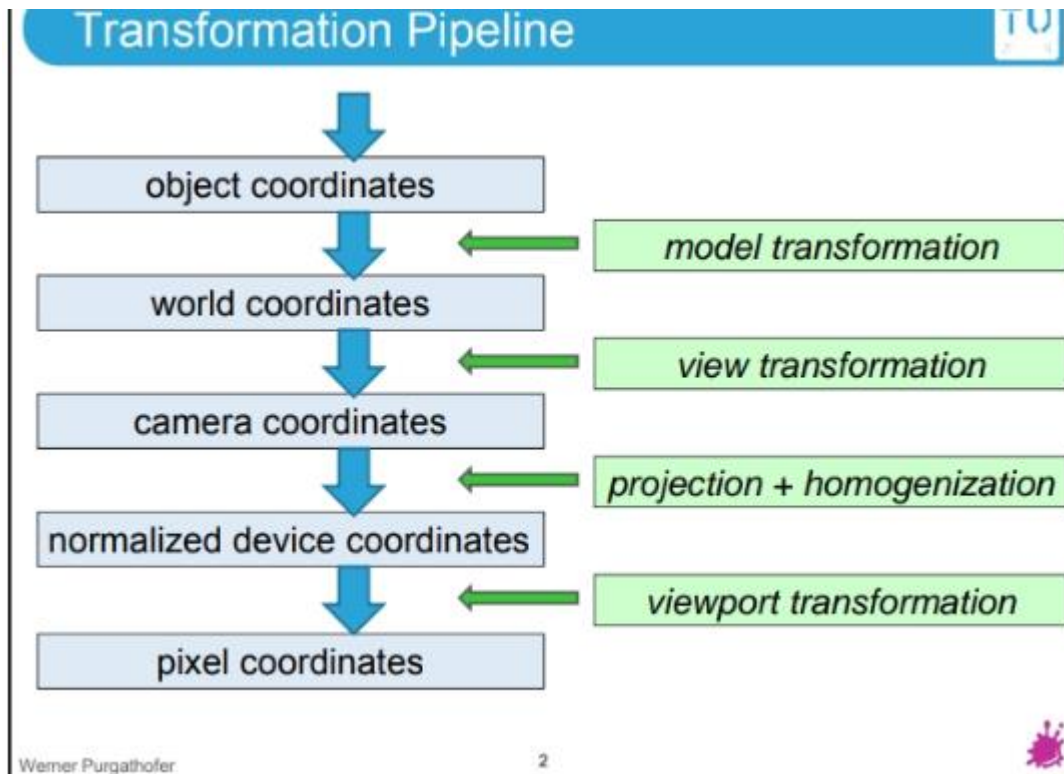 Transformation Pipeline
TU
object coordinates
model transformation
world coordinates
view transformation
camera coordinates
projection + homogenization
normalized device coordinates
viewport transformation
pixel coordinates
Werner Purgathofer
2